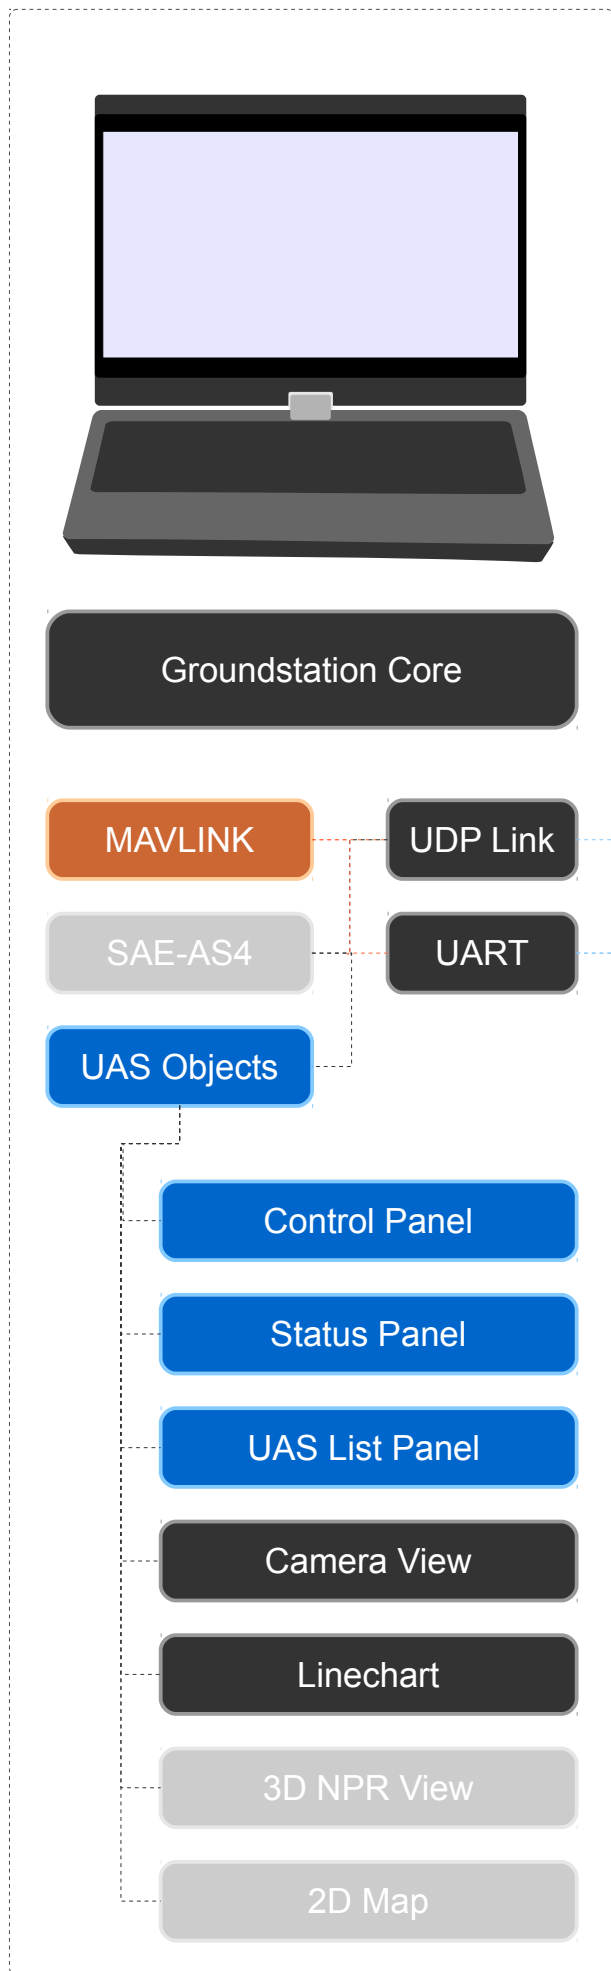 Groundstation Core
MAVLINK
UDP Link
SAE-AS4
UART
UAS Objects
Control Panel
Status Panel
UAS List Panel
Camera View
Linechart
3D NPR View
2D Map